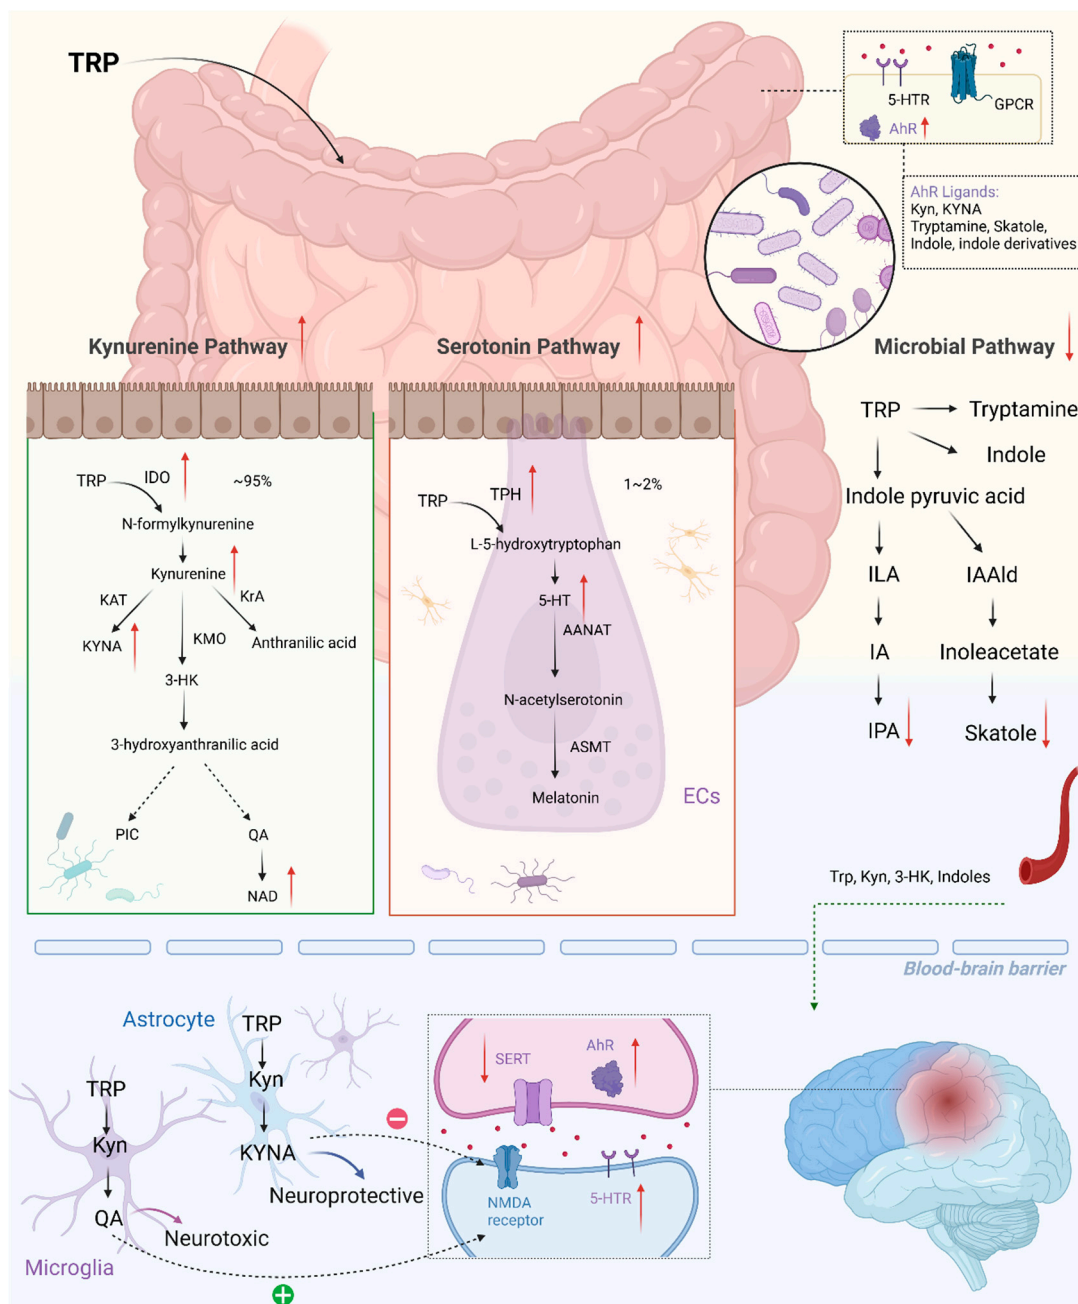 TRP
5-HTR
GPCR
AhR
AhR Ligands:
Kyn, KYNA
Tryptamine, Skatole,
Indole, indole derivatives
Kynurenine Pathway
Serotonin Pathway
Microbial Pathway
TRP
IDO
~95%
N-formylkynurenine
Kynurenine
KAT
KrA
KYNA
KMO
Anthranilic acid
3-HK
3-hydroxyanthranilic acid
PIC
QA
NAD
TRP
TPH
1~2%
L-5-hydroxytryptophan
5-HT
AANAT
N-acetylserotonin
ASMT
Melatonin
ECs
TRP
Tryptamine
Indole
Indole pyruvic acid
ILA
IAAld
IA
Inoleacetate
IPA
Skatole
Trp, Kyn, 3-HK, Indoles
Blood-brain barrier
Astrocyte
TRP
Kyn
KYNA
Neuroprotective
TRP
Kyn
QA
Neurotoxic
Microglia
SERT
AhR
NMDA
receptor
5-HTR